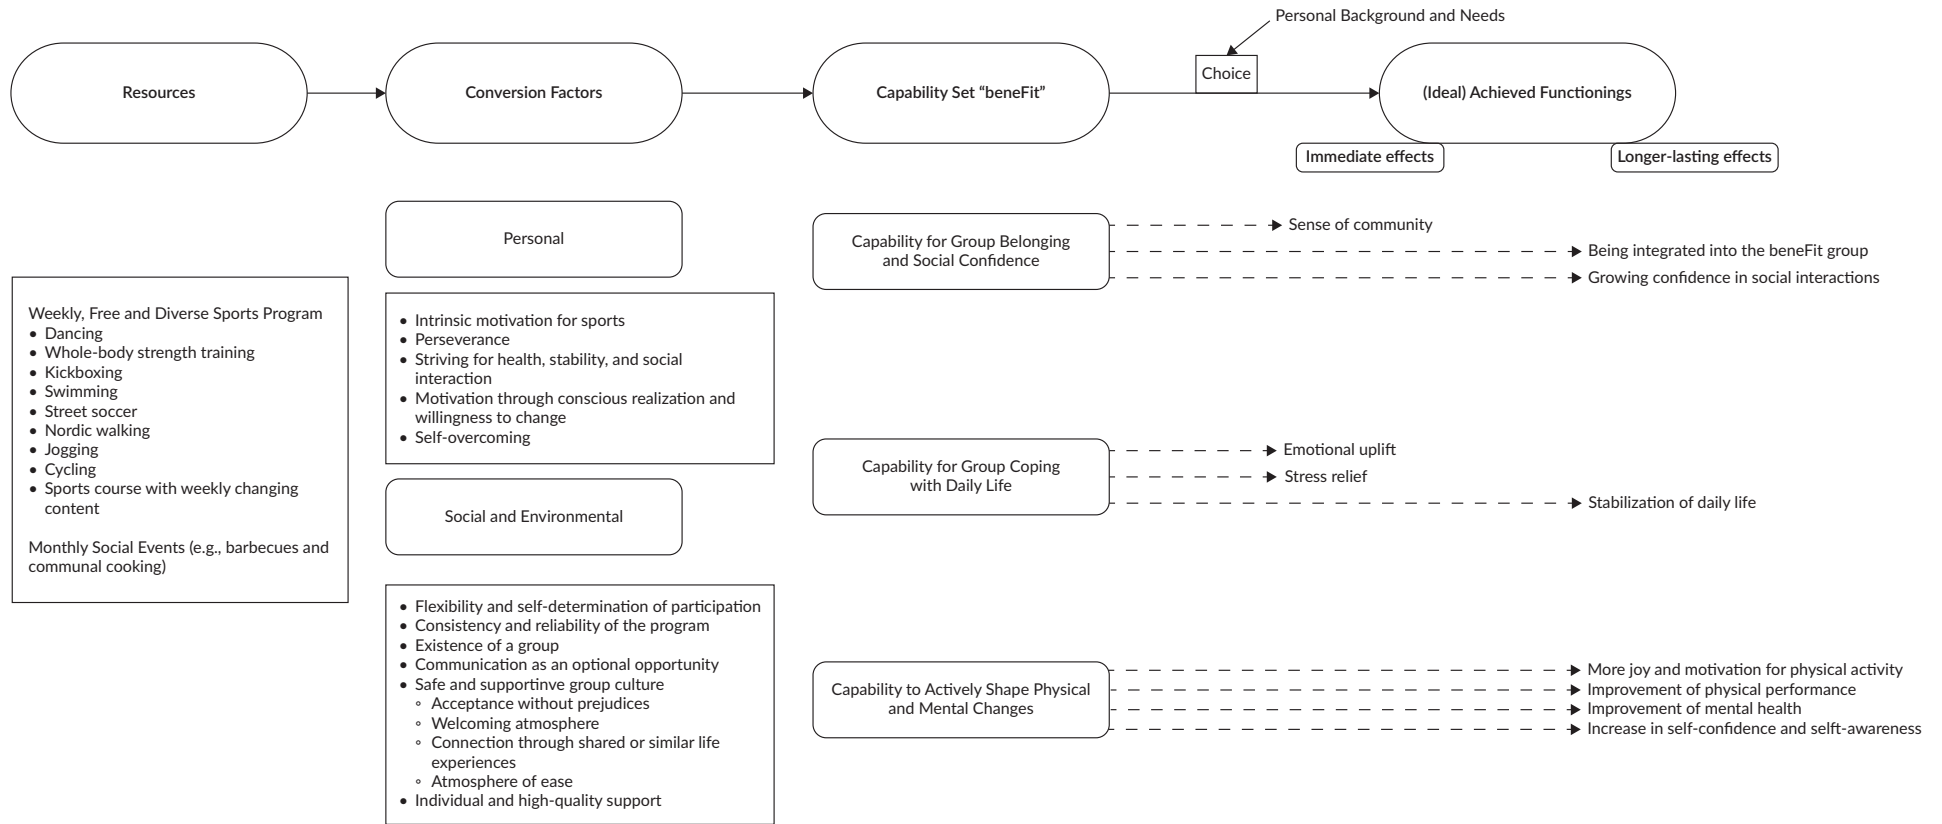 Personal Background and Needs
Choice
Resources
Conversion Factors
Capability Set “beneFit”
(Ideal) Achieved Functionings
Immediate effects
Longer-lasting effects
Weekly, Free and Diverse Sports Program
• Dancing
• Whole-body strength training
• Kickboxing
• Swimming
• Street soccer
• Nordic walking
• Jogging
• Cycling
• Sports course with weekly changing
content
Monthly Social Events (e.g., barbecues and
communal cooking)
Personal
• Intrinsic motivation for sports
• Perseverance
• Striving for health, stability, and social
interaction
• Motivation through conscious realization and
willingness to change
• Self-overcoming
Social and Environmental
• Flexibility and self-determination of participation
• Consistency and reliability of the program
• Existence of a group
• Communication as an optional opportunity
• Safe and supportinve group culture
◦ Acceptance without prejudices
◦ Welcoming atmosphere
◦ Connection through shared or similar life
experiences
◦ Atmosphere of ease
• Individual and high-quality support
Capability for Group Belonging
and Social Confidence
Sense of community
Being integrated into the beneFit group
Growing confidence in social interactions
Capability for Group Coping
with Daily Life
Emotional uplift
Stress relief
Stabilization of daily life
Capability to Actively Shape Physical
and Mental Changes
More joy and motivation for physical activity
Improvement of physical performance
Improvement of mental health
Increase in self-confidence and selft-awareness